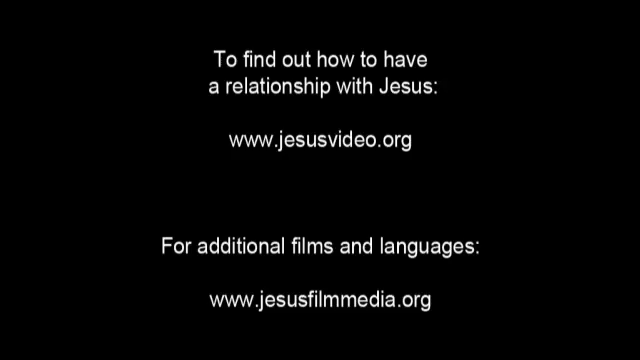 To find out how to have
a relationship with Jesus:
www.jesusvideo.org
For additional films and languages:
www.jesusfilmmedia.org